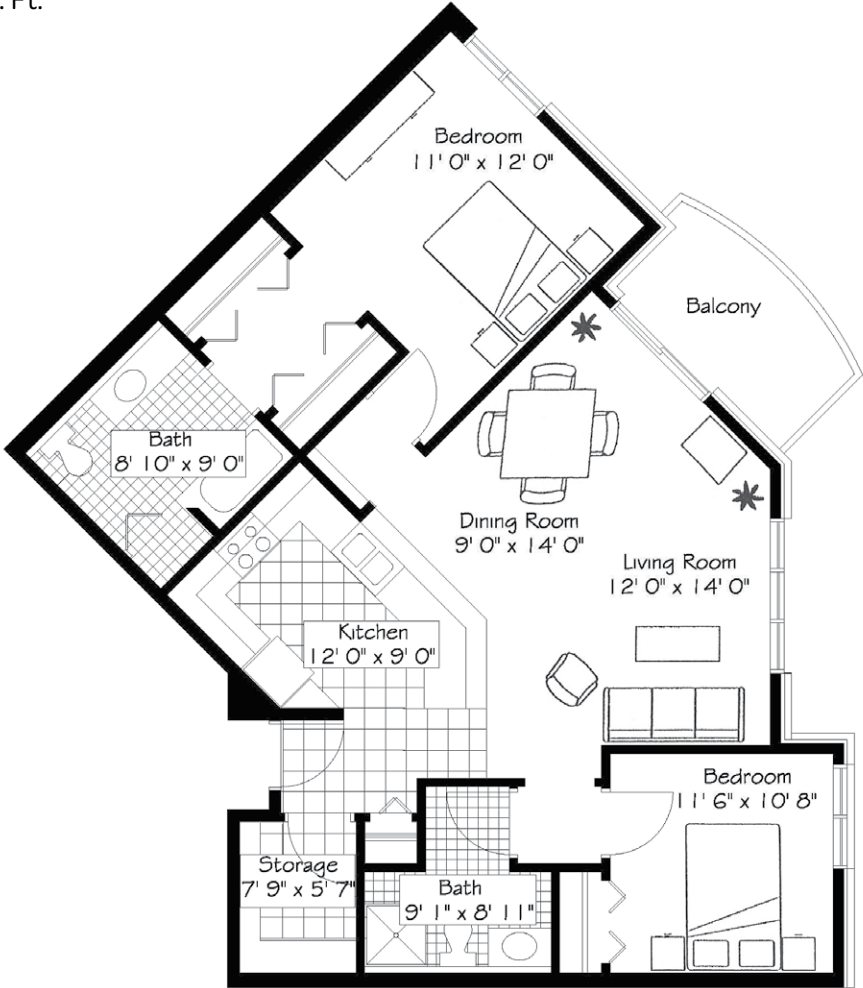 . Ft.
Bedroom
11' 0" x 12' 0"
Balcony
Bath
8' 10" x 9' 0"
Dining Room
9' 0" x 14' 0"
Living Room
12' 0" x 14' 0"
Kitchen
12' 0" x 9' 0"
Bedroom
11' 6" x 10' 8"
Storage
7' 9" x 5' 7"
Bath
9' 1" x 8' 11"